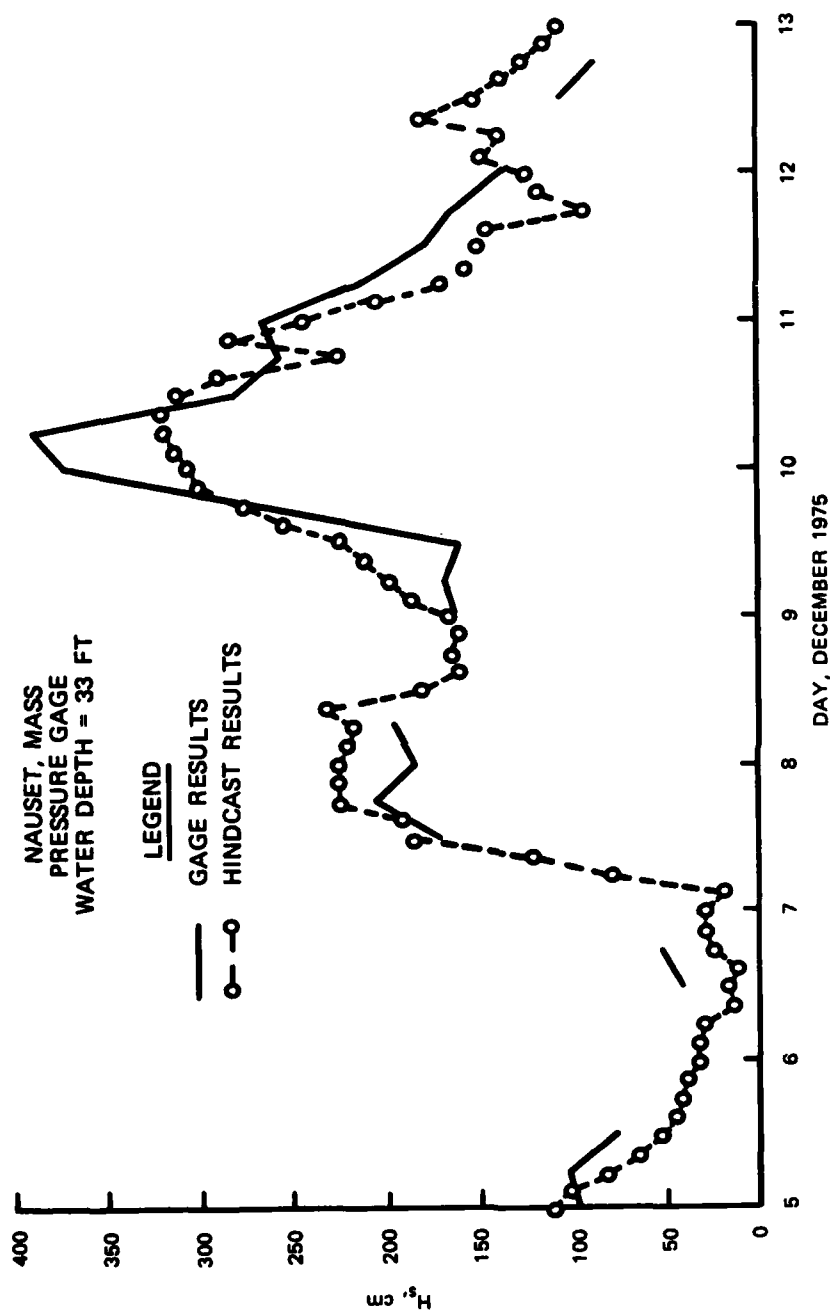 NAUSET, MASS
PRESSURE GAGE
WATER DEPTH = 33 FT
LEGEND
GAGE RESULTS
HINDCAST RESULTS
400
350
300
250
200
150
100
50
0
Hs, cm
5
6
7
8
9
10
11
12
13
DAY, DECEMBER 1975